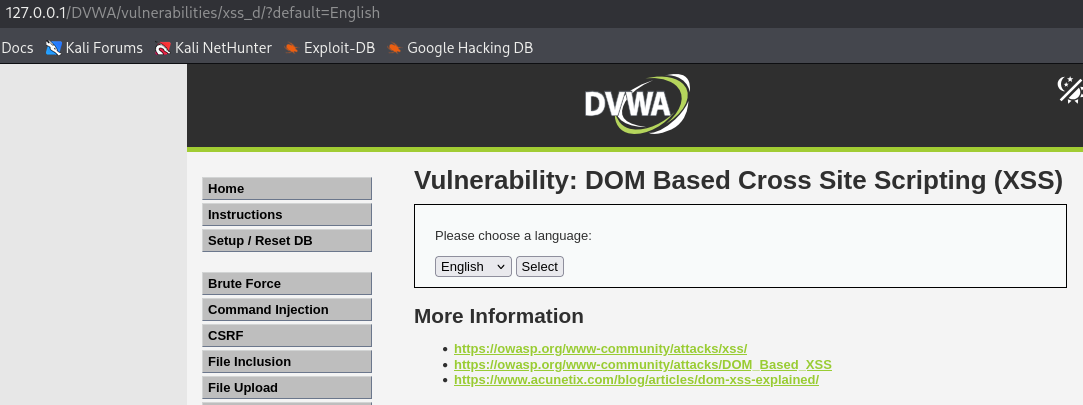 127.0.0.1/DVWA/vulnerabilities/xss_d/?default=English
Docs Kali Forums Kali NetHunter Exploit-DB Google Hacking DB
DVWA
Home
Instructions
Setup / Reset DB
Brute Force
Command Injection
CSRF
File Inclusion
File Upload
Vulnerability: DOM Based Cross Site Scripting (XSS)
Please choose a language:
English Select
More Information
https://owasp.org/www-community/attacks/xss/
https://owasp.org/www-community/attacks/DOM_Based_XSS
https://www.acunetix.com/blog/articles/dom-xss-explained/